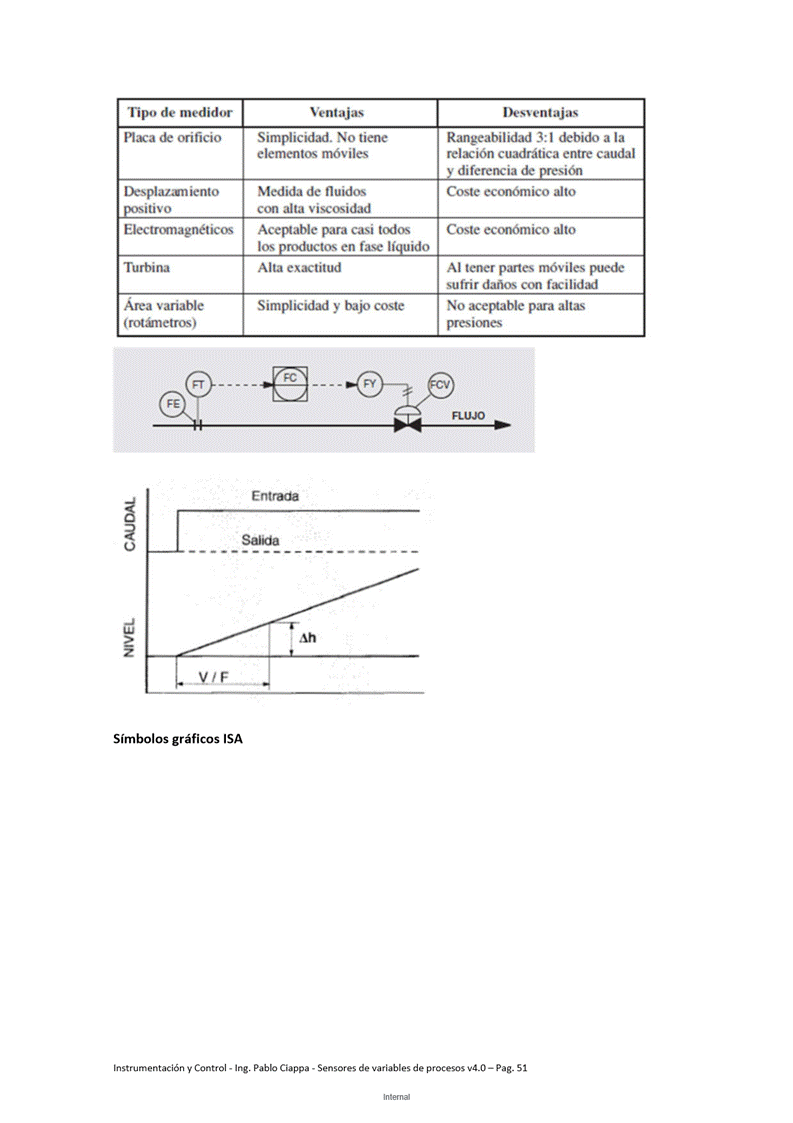 Tipo de medidor Ventajas Desventajas
Placa de orificio Simplicidad. No tiene Rangeabilidad 3:1 debido a la
elementos móviles relación cuadrática entre caudal
y diferencia de presión
Desplazamiento Medida de fluidos Coste económico alto
positivo con alta viscosidad
Electromagnéticos Aceptable para casi todos Coste económico alto
los productos en fase líquido
Turbina Alta exactitud Al tener partes móviles puede
sufrir daños con facilidad
Área variable Simplicidad y bajo coste No aceptable para altas
(rotámetros) presiones
FE FT FC FY FCV
FLUJO
CAUDAL
Entrada
Salida
NIVEL
Δh
V / F
Símbolos gráficos ISA
Instrumentación y Control - Ing. Pablo Ciappa - Sensores de variables de procesos v4.0 – Pag. 51
Internal